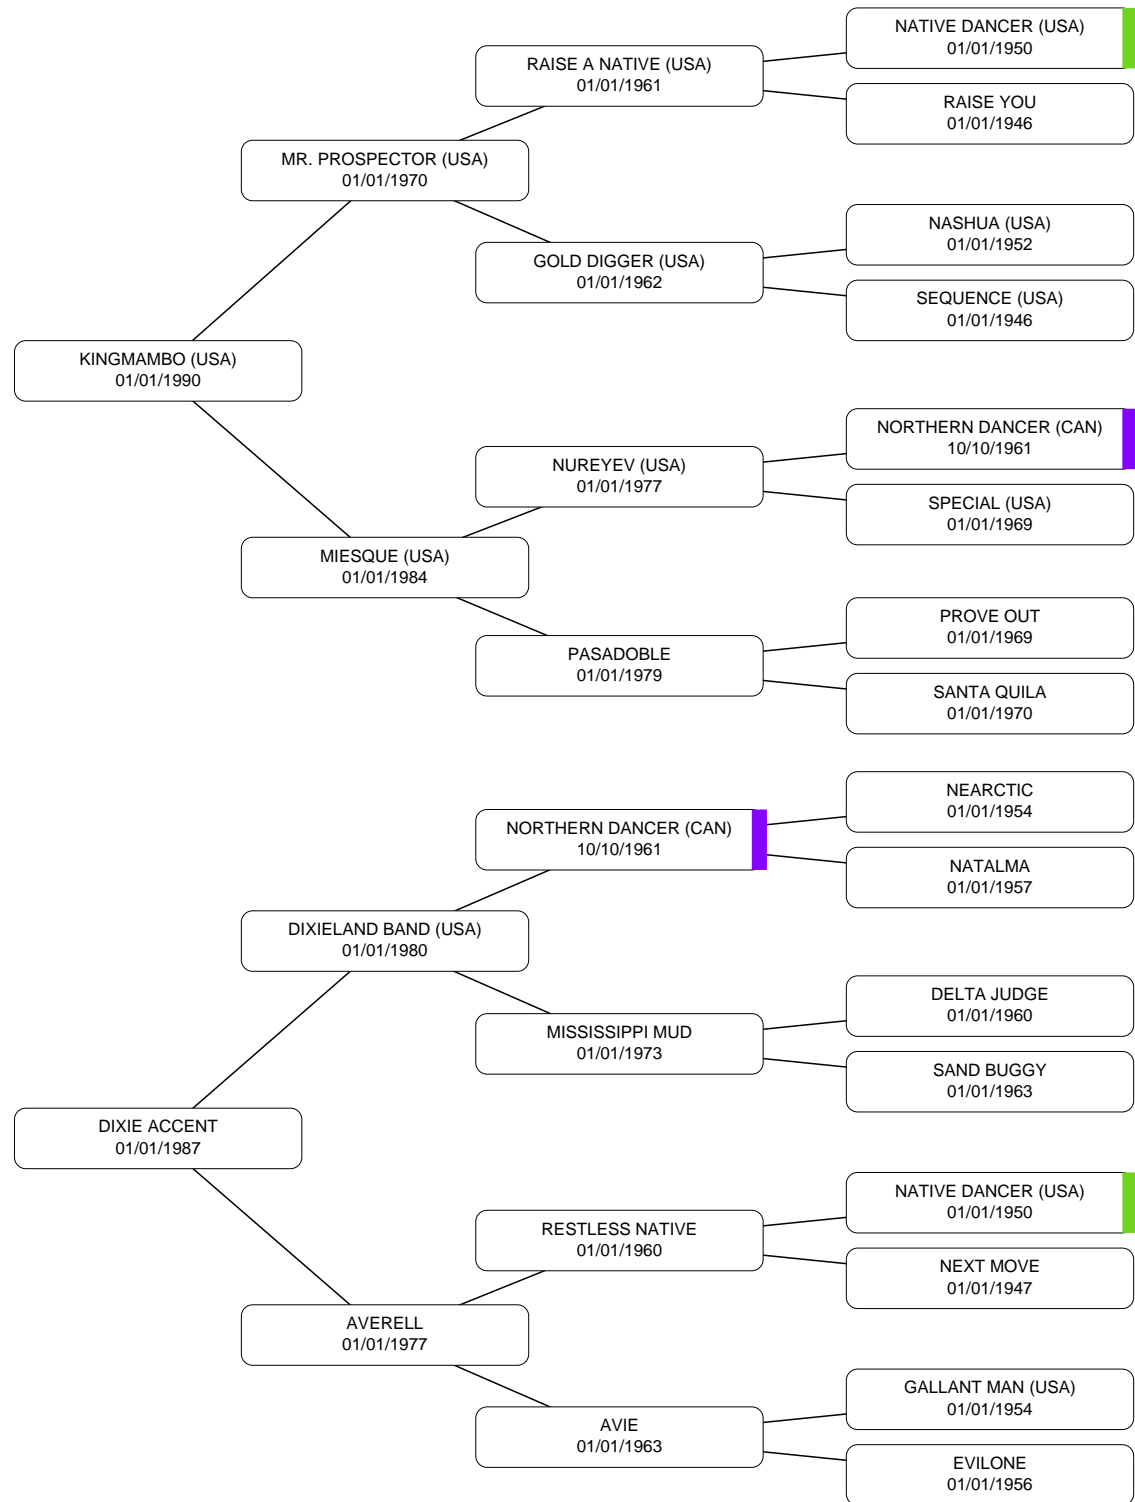 NATIVE DANCER (USA)
01/01/1950
RAISE A NATIVE (USA)
01/01/1961
RAISE YOU
01/01/1946
MR. PROSPECTOR (USA)
01/01/1970
NASHUA (USA)
01/01/1952
GOLD DIGGER (USA)
01/01/1962
SEQUENCE (USA)
01/01/1946
KINGMAMBO (USA)
01/01/1990
NORTHERN DANCER (CAN)
10/10/1961
NUREYEV (USA)
01/01/1977
SPECIAL (USA)
01/01/1969
MIESQUE (USA)
01/01/1984
PROVE OUT
01/01/1969
PASADOBLE
01/01/1979
SANTA QUILA
01/01/1970
NEARCTIC
01/01/1954
NORTHERN DANCER (CAN)
10/10/1961
NATALMA
01/01/1957
DIXIELAND BAND (USA)
01/01/1980
DELTA JUDGE
01/01/1960
MISSISSIPPI MUD
01/01/1973
SAND BUGGY
01/01/1963
DIXIE ACCENT
01/01/1987
NATIVE DANCER (USA)
01/01/1950
RESTLESS NATIVE
01/01/1960
NEXT MOVE
01/01/1947
AVERELL
01/01/1977
GALLANT MAN (USA)
01/01/1954
AVIE
01/01/1963
EVILONE
01/01/1956